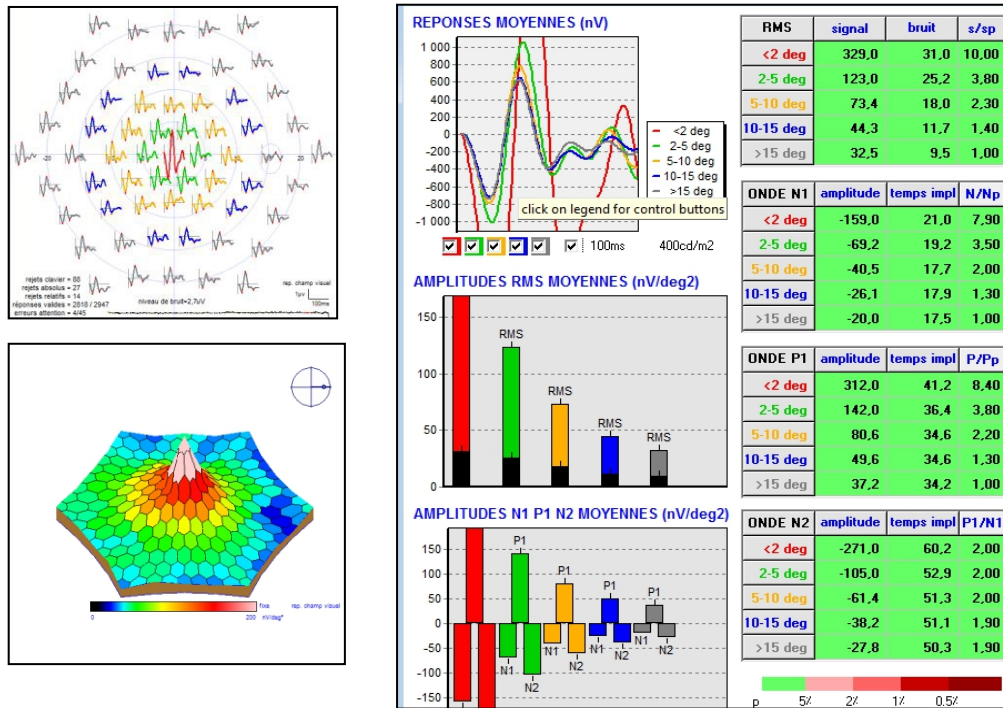 -20
-10
10
20
rejets clavier = 88
rejets absolus = 27
rejets relatifs = 14
réponses valides = 2818 / 2947
erreurs attention = 4/45
niveau de bruit=2,7uV
rep. champ visuel
1µv
100ms
0
200
fixe
nV/deg²
rep. champ visuel
REPONSES MOYENNES (nV)
1 000
800
600
400
200
0
-200
-400
-600
-800
-1 000
<2 deg
2-5 deg
5-10 deg
10-15 deg
>15 deg
click on legend for control buttons
100ms 400cd/m2
AMPLITUDES RMS MOYENNES (nV/deg2)
150
100
50
0
RMS
RMS
RMS
RMS
AMPLITUDES N1 P1 N2 MOYENNES (nV/deg2)
150
100
50
0
-50
-100
-150
P1
P1
P1
P1
N1
N2
N1
N2
N1
N2
N1
N2
RMS signal bruit s/sp
<2 deg 329,0 31,0 10,00
2-5 deg 123,0 25,2 3,80
5-10 deg 73,4 18,0 2,30
10-15 deg 44,3 11,7 1,40
>15 deg 32,5 9,5 1,00
ONDE N1 amplitude temps impl N/Np
<2 deg -159,0 21,0 7,90
2-5 deg -69,2 19,2 3,50
5-10 deg -40,5 17,7 2,00
10-15 deg -26,1 17,9 1,30
>15 deg -20,0 17,5 1,00
ONDE P1 amplitude temps impl P/Pp
<2 deg 312,0 41,2 8,40
2-5 deg 142,0 36,4 3,80
5-10 deg 80,6 34,6 2,20
10-15 deg 49,6 34,6 1,30
>15 deg 37,2 34,2 1,00
ONDE N2 amplitude temps impl P1/N1
<2 deg -271,0 60,2 2,00
2-5 deg -105,0 52,9 2,00
5-10 deg -61,4 51,3 2,00
10-15 deg -38,2 51,1 1,90
>15 deg -27,8 50,3 1,90
p 5% 2% 1% 0.5%